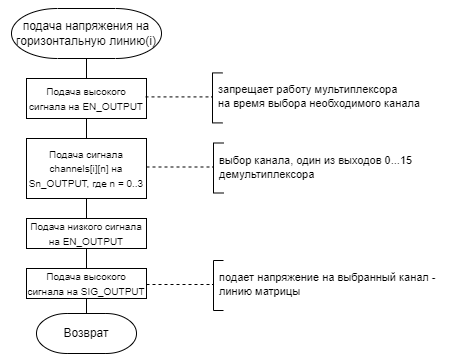 подача напряжения на
горизонтальную линию(i)
Подача высокого
сигнала на EN_OUTPUT
запрещает работу мультиплексора
на время выбора необходимого канала
Подача сигнала
channels[i][n] на
Sn_OUTPUT, где n = 0..3
выбор канала, один из выходов 0...15
демультиплексора
Подача низкого сигнала
на EN_OUTPUT
Подача высокого
сигнала на SIG_OUTPUT
подает напряжение на выбранный канал -
линию матрицы
Возврат